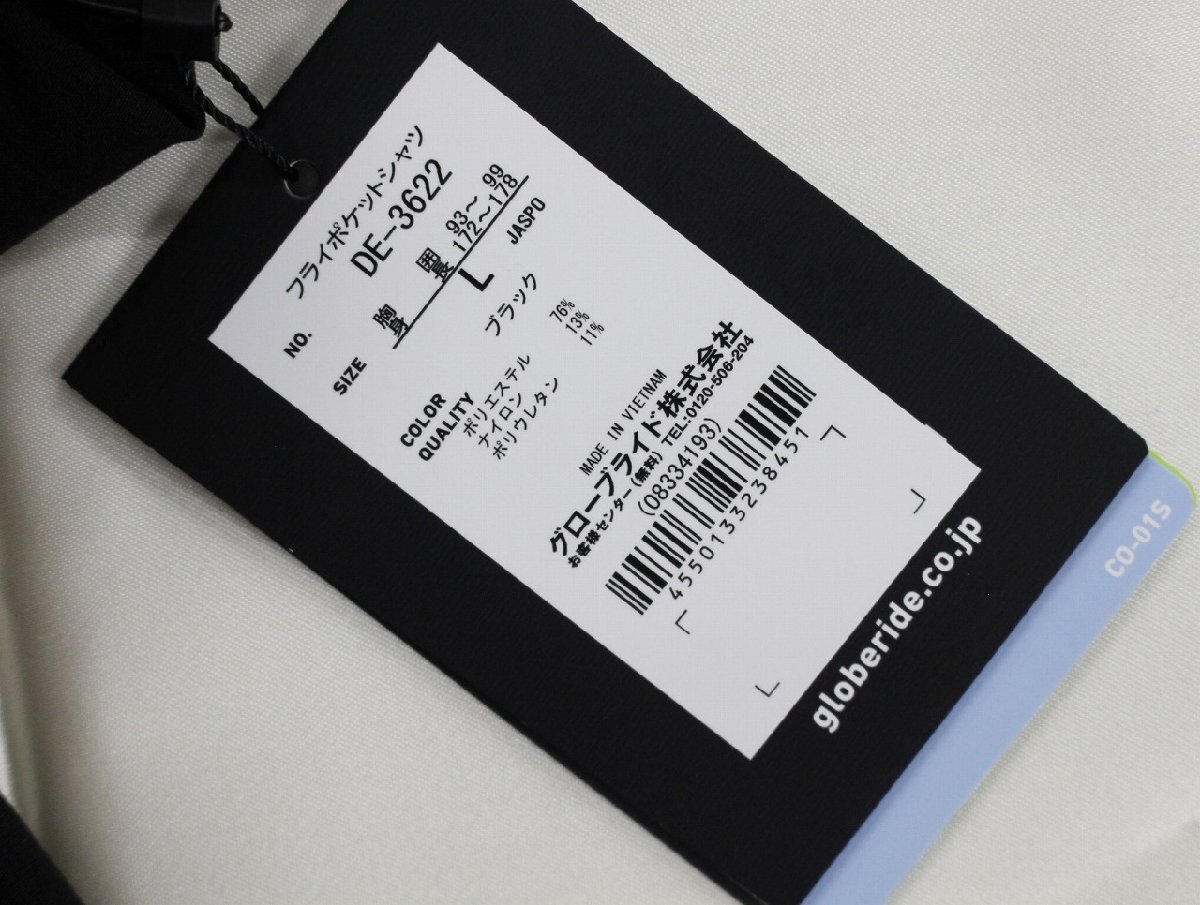 フライポケットシャツ
NO. DE-3622
SIZE 胸囲 93～99
身長 172～178
L JASPO
COLOR ブラック
QUALITY
ポリエステル 76%
ナイロン 13%
ポリウレタン 11%
MADE IN VIETNAM
グローブライド株式会社
お客様センター(無料) TEL:0120-506-204
(08334193)
4550133238451
globeride.co.jp
CO-01S